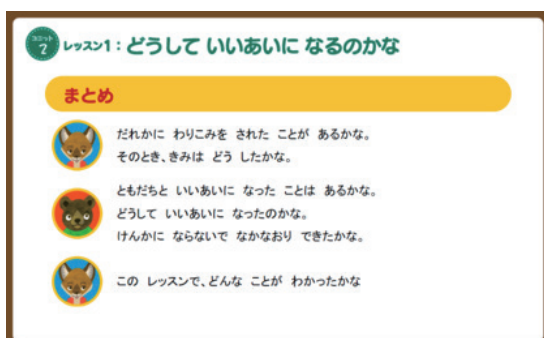 ユニット
2
レッスン1:どうして いいあいに なるのかな
まとめ
だれかに わりこみを された ことが あるかな。
そのとき、きみは どう したかな。
ともだちと いいあいに なった ことは あるかな。
どうして いいあいに なったのかな。
けんかに ならないで なかなおり できたかな。
この レッスンで、どんな ことが わかったかな